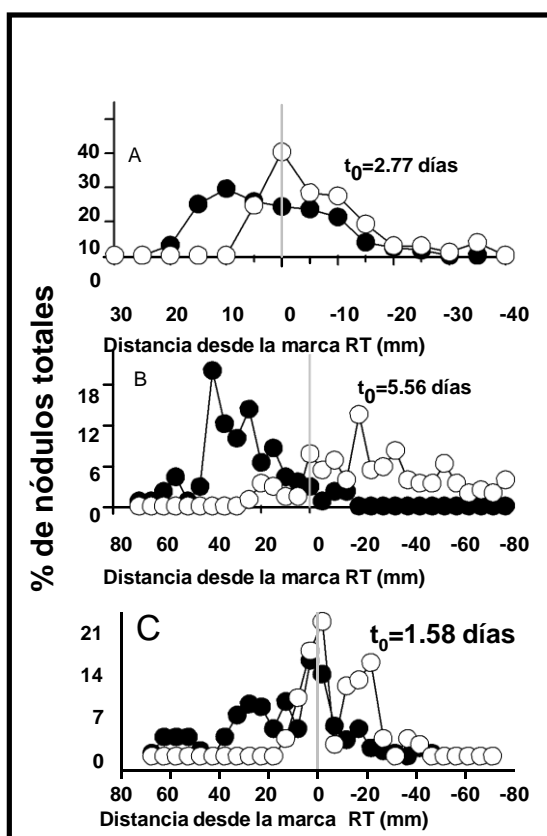 % de nódulos totales
A
t0=2.77 días
40
30
20
10
0
30 20 10 0 -10 -20 -30 -40
Distancia desde la marca RT (mm)
B
t0=5.56 días
18
12
6
0
80 60 40 20 0 -20 -40 -60 -80
Distancia desde la marca RT (mm)
C
t0=1.58 días
21
14
7
0
80 60 40 20 0 -20 -40 -60 -80
Distancia desde la marca RT (mm)